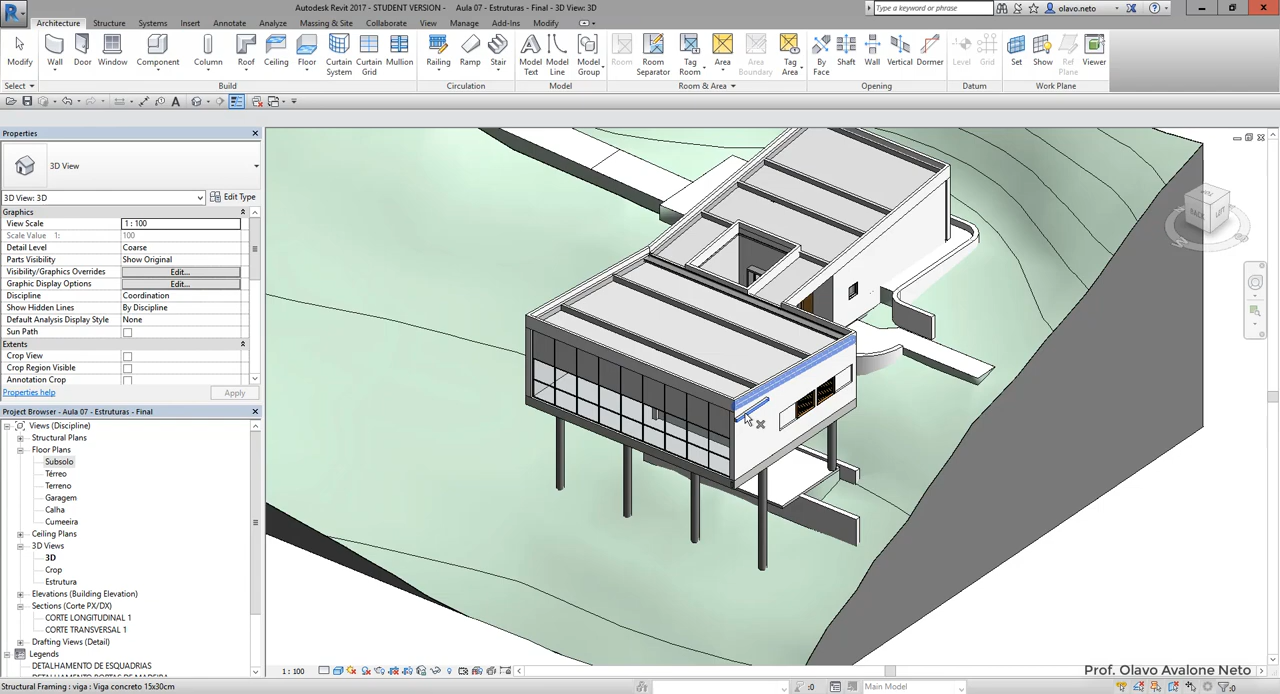 Autodesk Revit 2017 - STUDENT VERSION - Aula 07 - Estruturas - Final - 3D View: 3D
Type a keyword or phrase
olavo.neto
Architecture Structure Systems Insert Annotate Analyze Massing & Site Collaborate View Manage Add-Ins Modify
Modify Wall Door Window Component Column Roof Ceiling Floor Curtain System Curtain Grid Mullion Railing Ramp Stair Model Text Model Line Model Group Room Room Separator Tag Room Area Area Boundary Tag Area By Face Shaft Wall Vertical Dormer Level Grid Set Show Ref Plane Viewer
Select Build Circulation Model Room & Area Opening Datum Work Plane
Properties
3D View
3D View: 3D Edit Type
Graphics
View Scale 1 : 100
Scale Value 1: 100
Detail Level Coarse
Parts Visibility Show Original
Visibility/Graphics Overrides Edit...
Graphic Display Options Edit...
Discipline Coordination
Show Hidden Lines By Discipline
Default Analysis Display Style None
Sun Path
Extents
Crop View
Crop Region Visible
Annotation Crop
Properties help Apply
Project Browser - Aula 07 - Estruturas - Final
Views (Discipline)
Structural Plans
Floor Plans
Subsolo
Térreo
Terreno
Garagem
Calha
Cumeeira
Ceiling Plans
3D Views
3D
Crop
Estrutura
Elevations (Building Elevation)
Sections (Corte PX/DX)
CORTE LONGITUDINAL 1
CORTE TRANSVERSAL 1
Drafting Views (Detail)
Legends
DETALHAMENTO DE ESQUADRIAS
DETALHAMENTO PORTAS DE MADEIRA
BACK LEFT
1 : 100
Prof. Olavo Avalone Neto
Structural Framing : viga : Viga concreto 15x30cm
:0
Main Model
:0